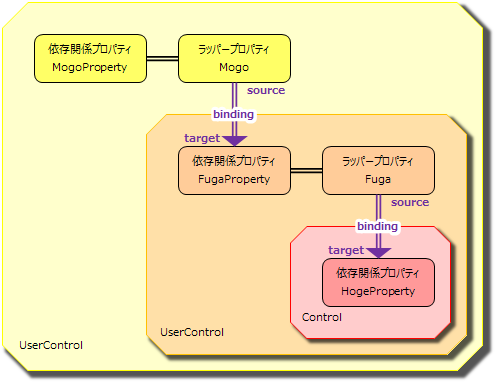 依存関係プロパティ
MogoProperty
ラッパープロパティ
Mogo
source
binding
target
依存関係プロパティ
FugaProperty
ラッパープロパティ
Fuga
source
binding
target
依存関係プロパティ
HogeProperty
Control
UserControl
UserControl